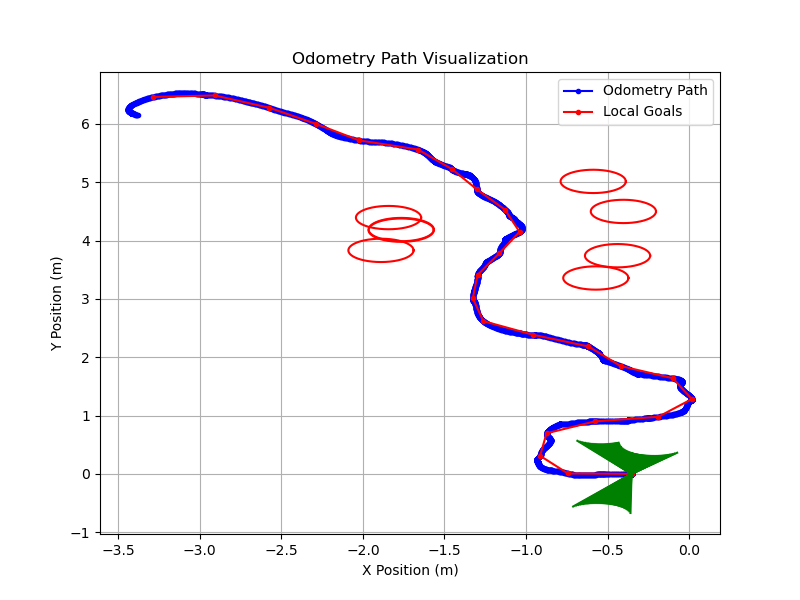 Odometry Path Visualization
Odometry Path
Local Goals
Y Position (m)
6
5
4
3
2
1
0
−1
−3.5 −3.0 −2.5 −2.0 −1.5 −1.0 −0.5 0.0
X Position (m)